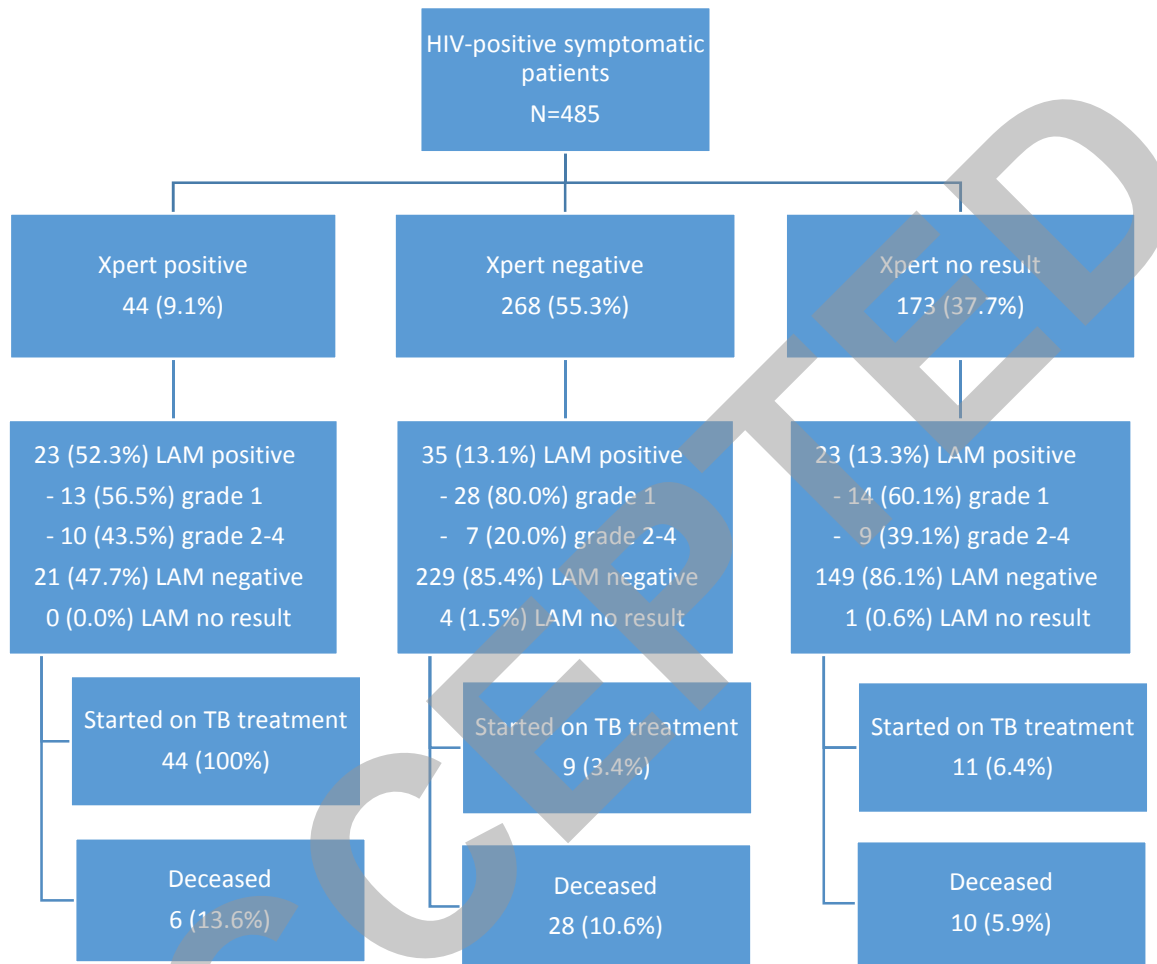 HIV-positive symptomatic
patients
N=485
Xpert positive
44 (9.1%)
Xpert negative
268 (55.3%)
Xpert no result
173 (37.7%)
23 (52.3%) LAM positive
- 13 (56.5%) grade 1
- 10 (43.5%) grade 2-4
21 (47.7%) LAM negative
0 (0.0%) LAM no result
35 (13.1%) LAM positive
- 28 (80.0%) grade 1
- 7 (20.0%) grade 2-4
229 (85.4%) LAM negative
4 (1.5%) LAM no result
23 (13.3%) LAM positive
- 14 (60.1%) grade 1
- 9 (39.1%) grade 2-4
149 (86.1%) LAM negative
1 (0.6%) LAM no result
Started on TB treatment
44 (100%)
Started on TB treatment
9 (3.4%)
Started on TB treatment
11 (6.4%)
Deceased
6 (13.6%)
Deceased
28 (10.6%)
Deceased
10 (5.9%)
CCEPTED